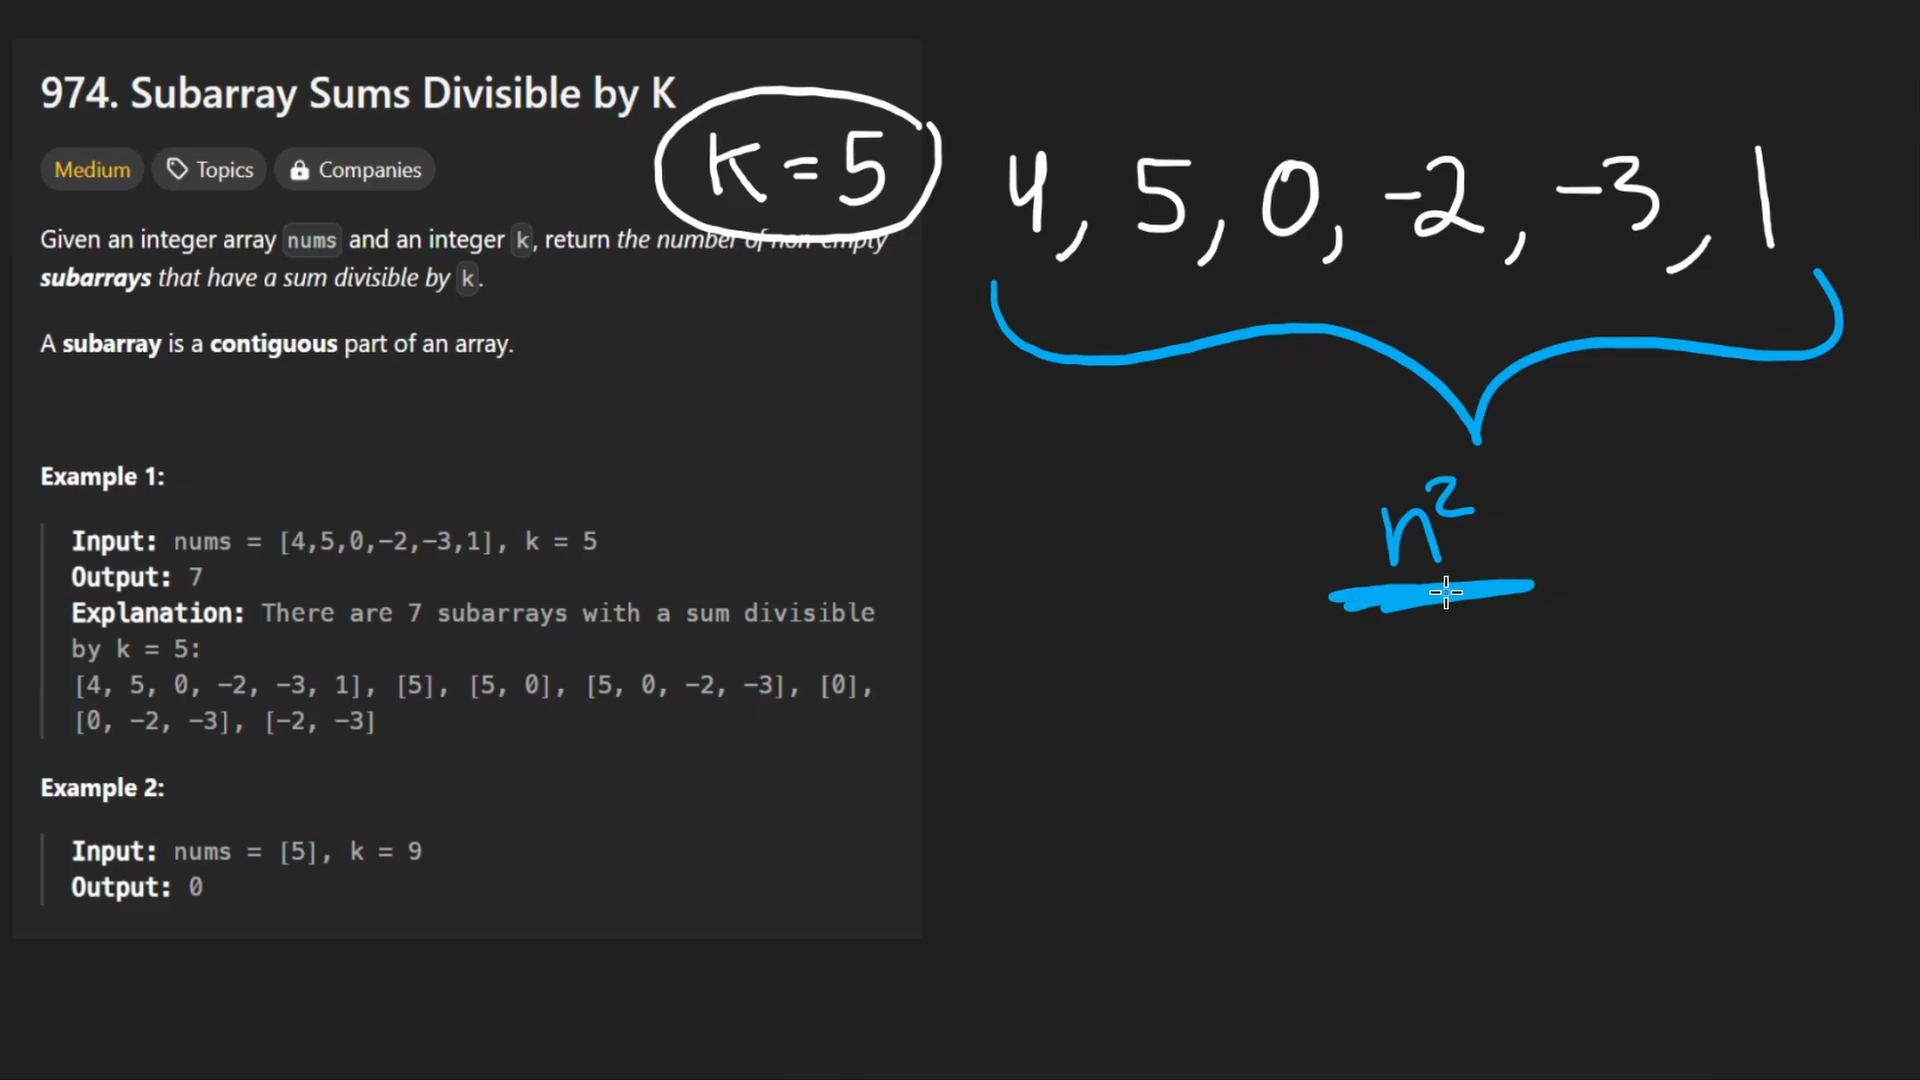 974. Subarray Sums Divisible by K
Medium Topics Companies
Given an integer array nums and an integer k, return the number of non-empty
subarrays that have a sum divisible by k.
A subarray is a contiguous part of an array.
Example 1:
Input: nums = [4,5,0,-2,-3,1], k = 5
Output: 7
Explanation: There are 7 subarrays with a sum divisible
by k = 5:
[4, 5, 0, -2, -3, 1], [5], [5, 0], [5, 0, -2, -3], [0],
[0, -2, -3], [-2, -3]
Example 2:
Input: nums = [5], k = 9
Output: 0
K = 5
4, 5, 0, -2, -3, 1
n²